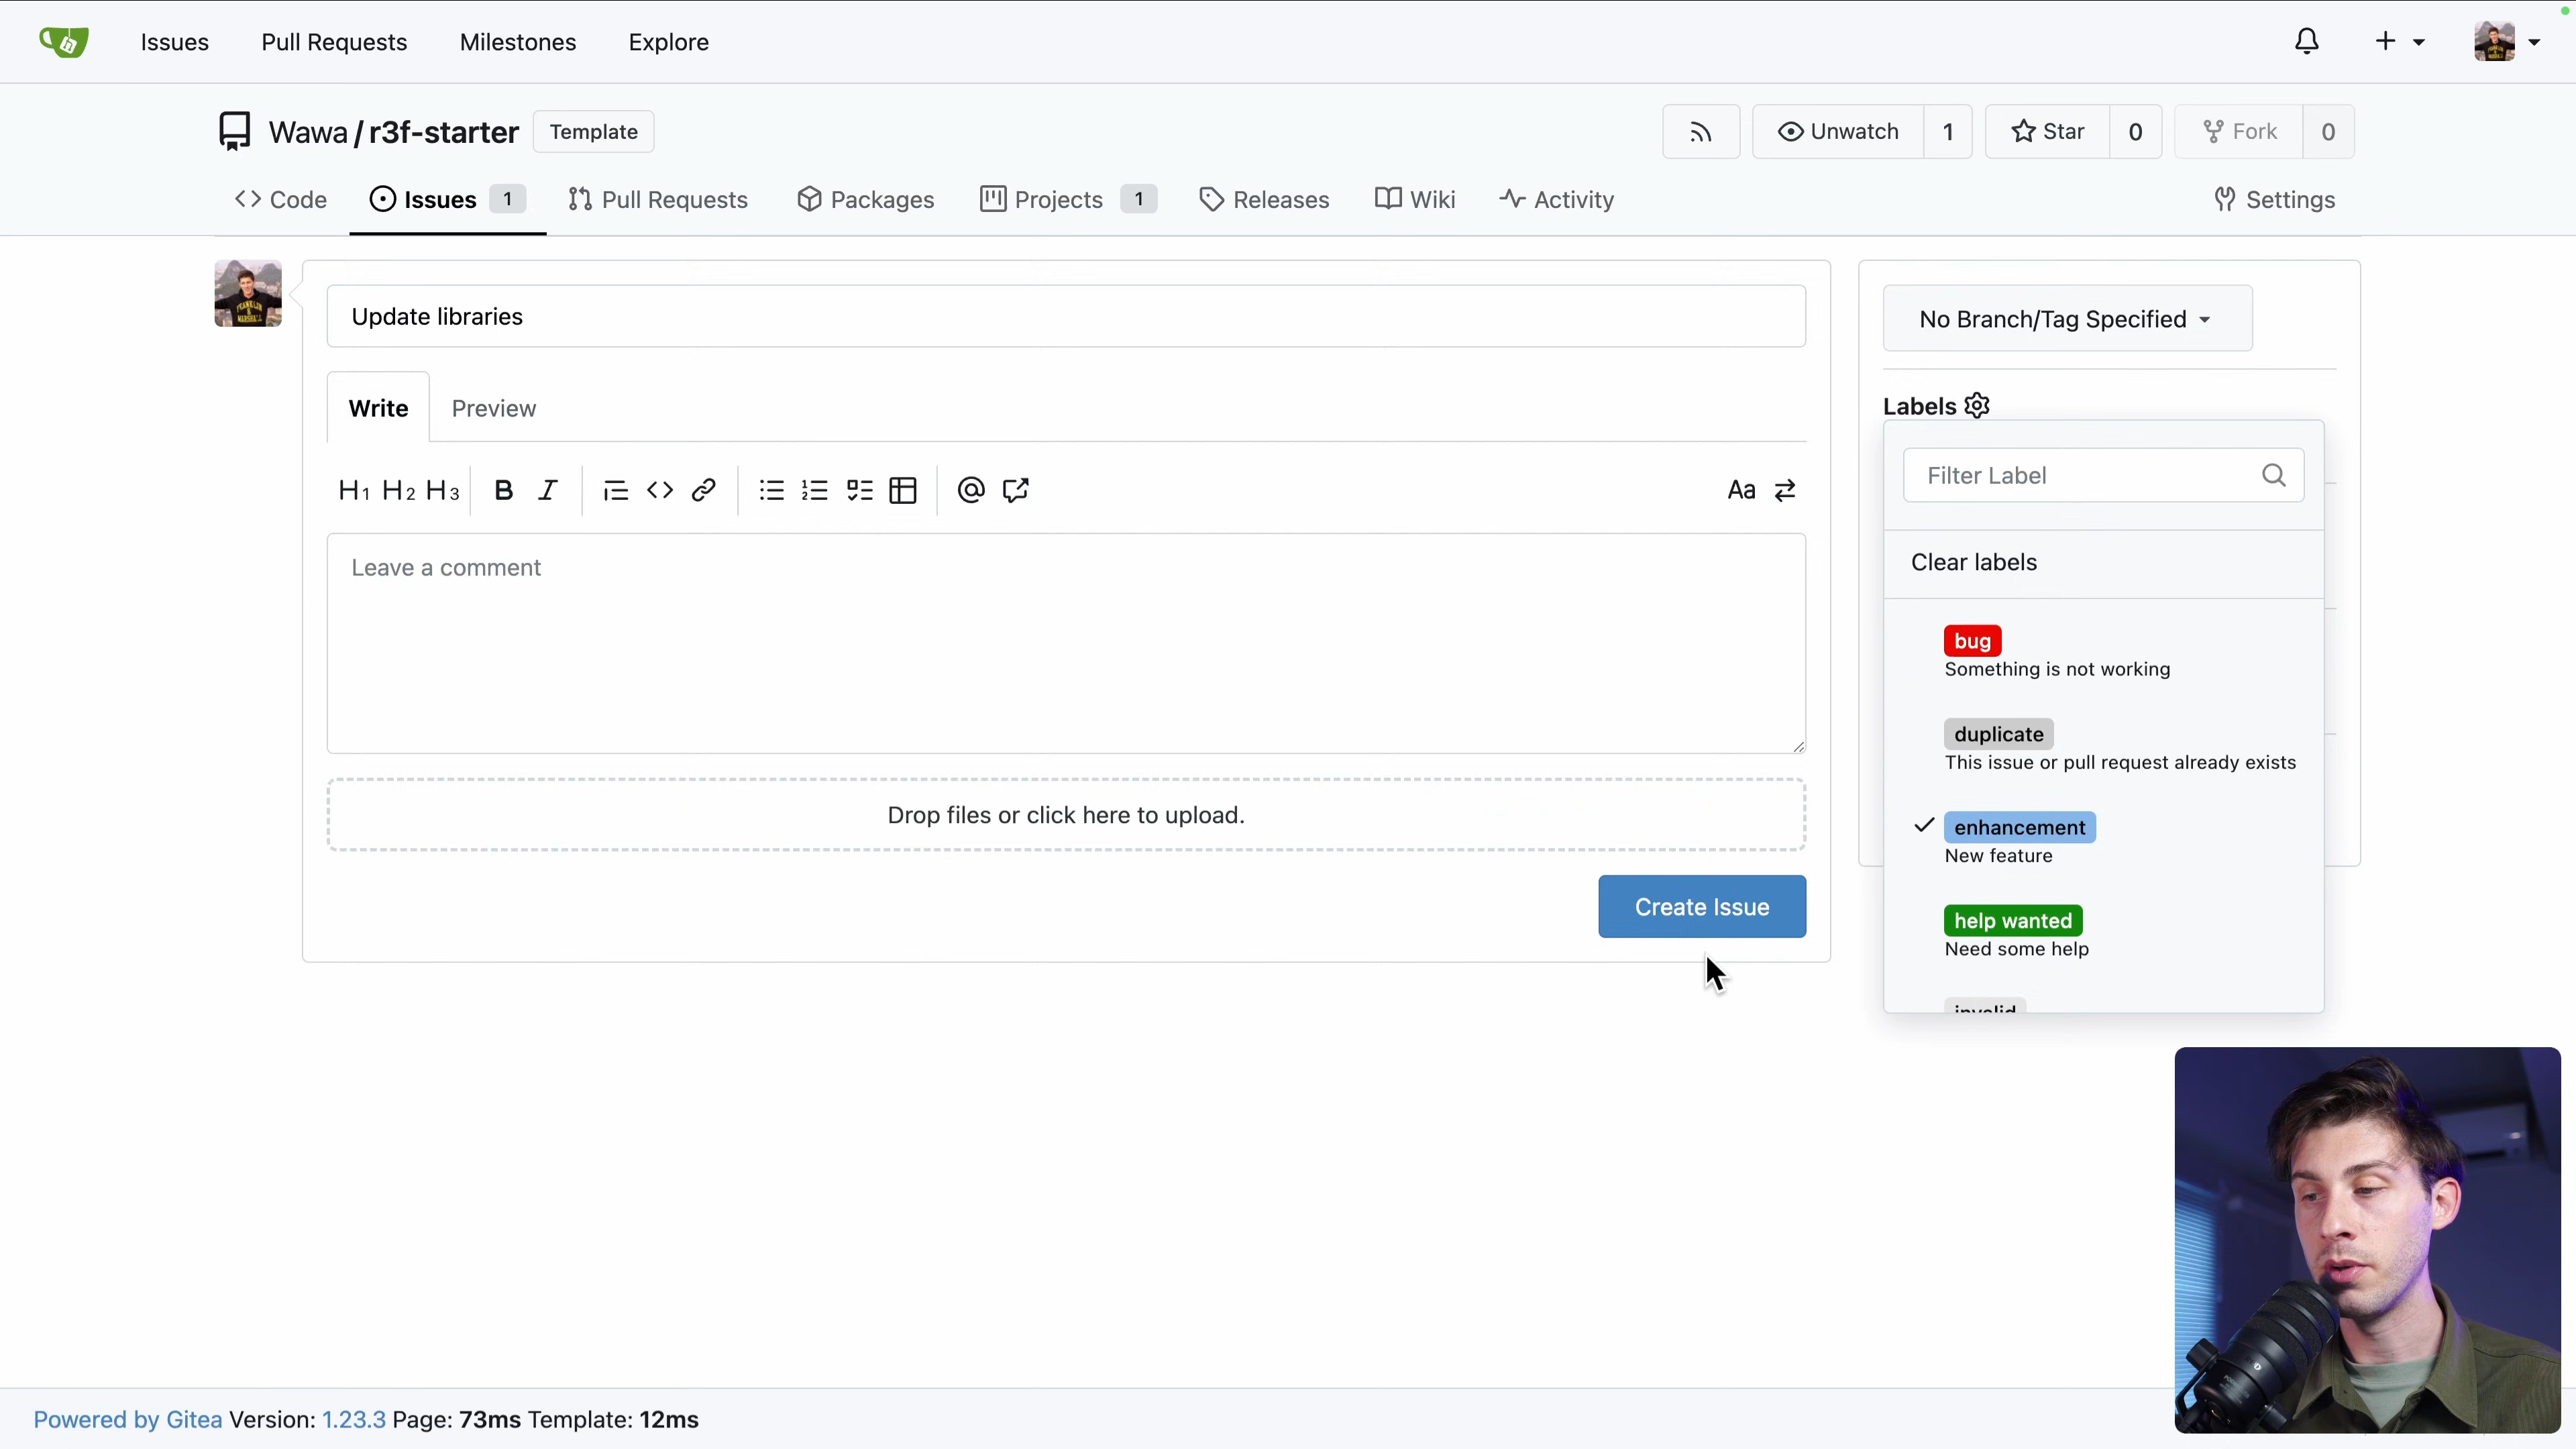 Issues Pull Requests Milestones Explore
Wawa / r3f-starter Template
Unwatch 1 Star 0 Fork 0
Code Issues 1 Pull Requests Packages Projects 1 Releases Wiki Activity Settings
Update libraries
No Branch/Tag Specified
Write Preview
Labels
H1 H2 H3 B I Aa
Filter Label
Leave a comment
Clear labels
bug
Something is not working
duplicate
This issue or pull request already exists
Drop files or click here to upload.
enhancement
New feature
Create Issue
help wanted
Need some help
invalid
Powered by Gitea Version: 1.23.3 Page: 73ms Template: 12ms